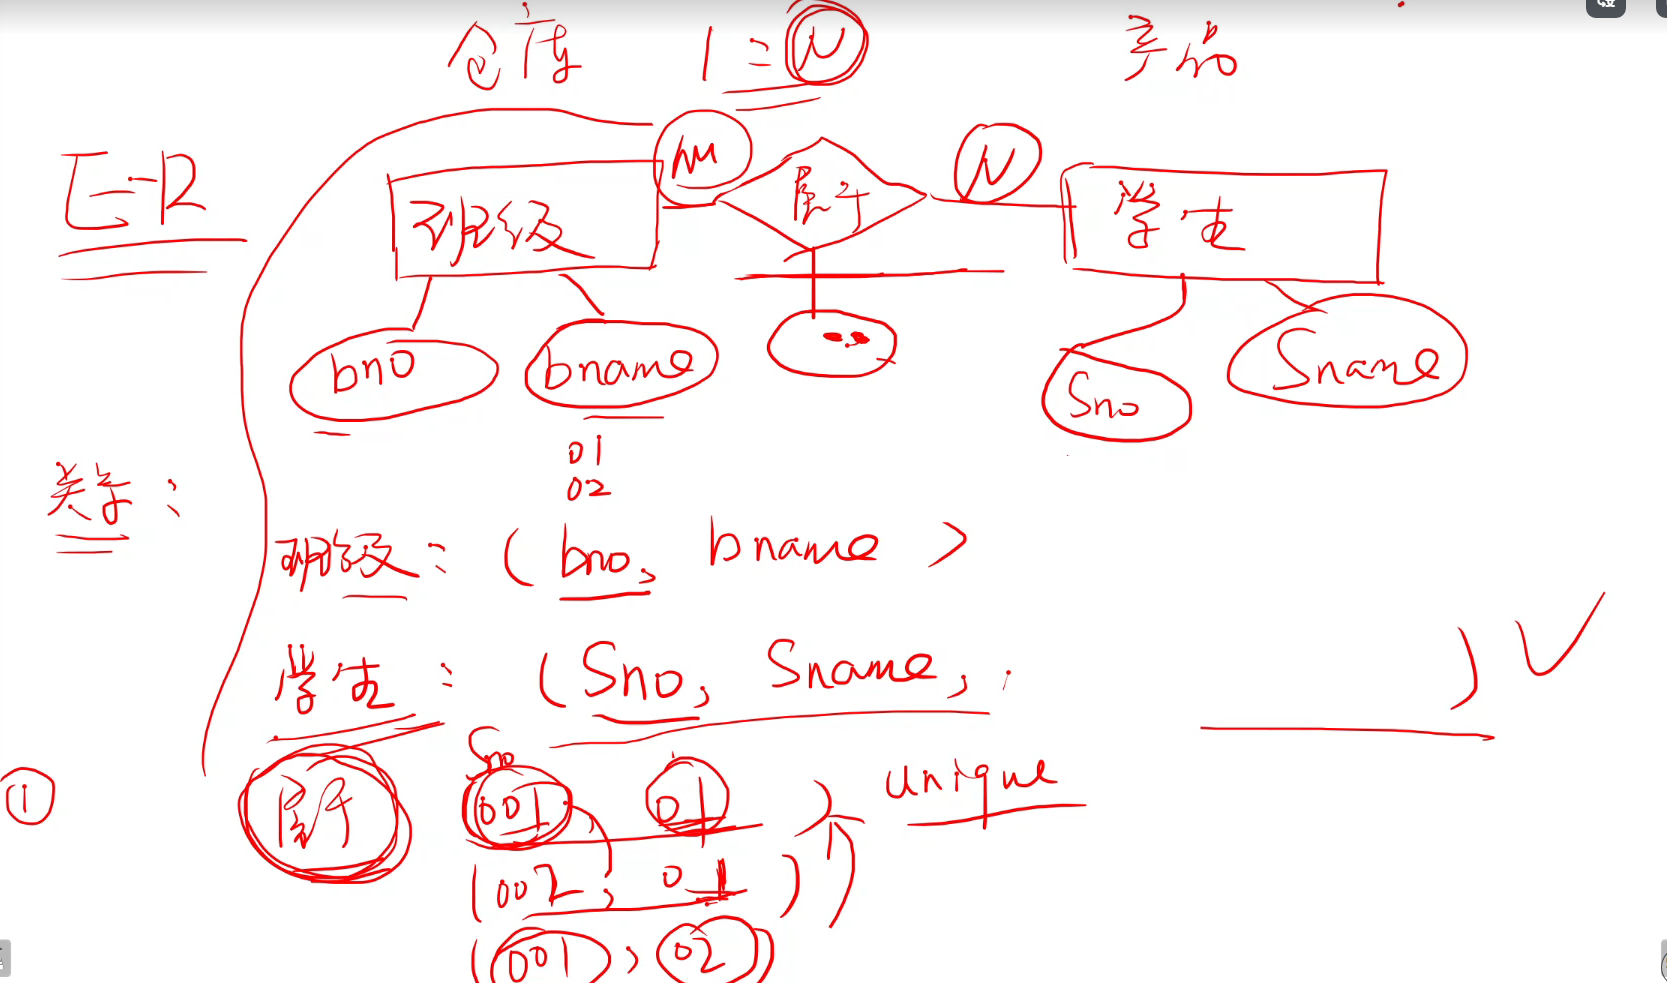 仓库 1:N 产品
E-R
M N
班级 属于 学生
bno bname Sno Sname
01
02
关系:
班级: (bno, bname)
学生: (Sno, Sname, )
Sno
① 属于 (001, 01) unique
(002, 01)
(001, 02)